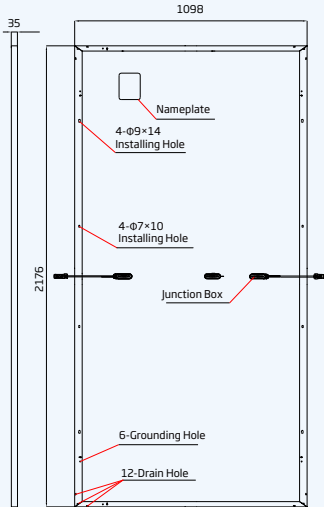 1098
35
Nameplate
4-Φ9×14
Installing Hole
4-Φ7×10
Installing Hole
2176
Junction Box
6-Grounding Hole
12-Drain Hole